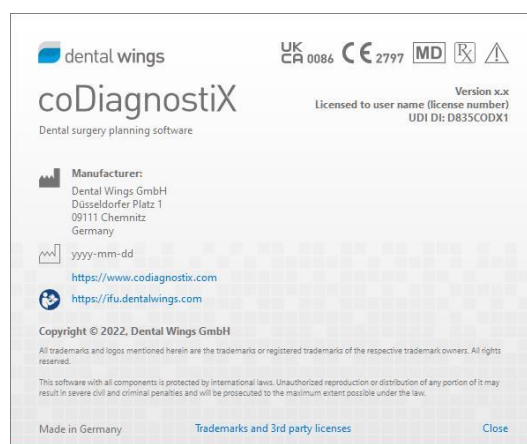 dental wings
UK CA 0086 CE 2797 MD Rx
coDiagnostiX
Version x.x
Licensed to user name (license number)
UDI DI: D835CODX1
Dental surgery planning software
Manufacturer:
Dental Wings GmbH
Düsseldorfer Platz 1
09111 Chemnitz
Germany
yyyy-mm-dd
https://www.codiagnostix.com
https://ifu.dentalwings.com
Copyright © 2022, Dental Wings GmbH
All trademarks and logos mentioned herein are the trademarks or registered trademarks of the respective trademark owners. All rights
reserved.
This software with all components is protected by international laws. Unauthorized reproduction or distribution of any portion of it may
result in severe civil and criminal penalties and will be prosecuted to the maximum extent possible under the law.
Made in Germany
Trademarks and 3rd party licenses
Close